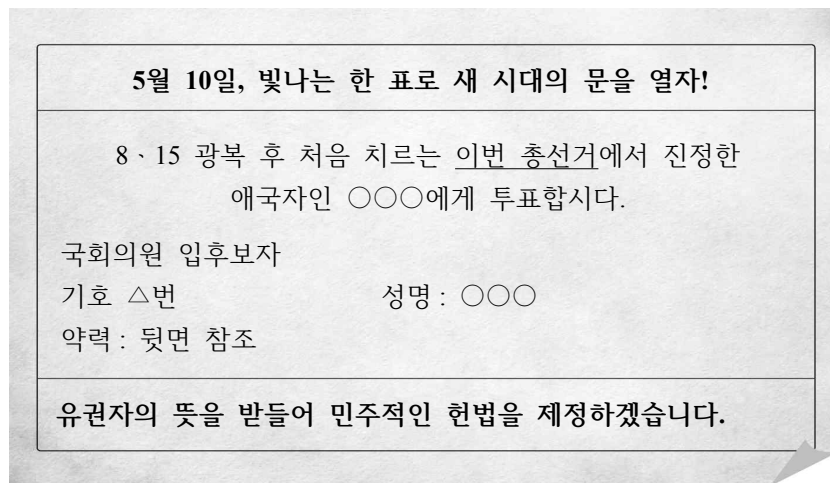 5월 10일, 빛나는 한 표로 새 시대의 문을 열자!
8·15 광복 후 처음 치르는 이번 총선거에서 진정한
애국자인 ○○○에게 투표합시다.
국회의원 입후보자
기호 △번 성명 : ○○○
약력 : 뒷면 참조
유권자의 뜻을 받들어 민주적인 헌법을 제정하겠습니다.